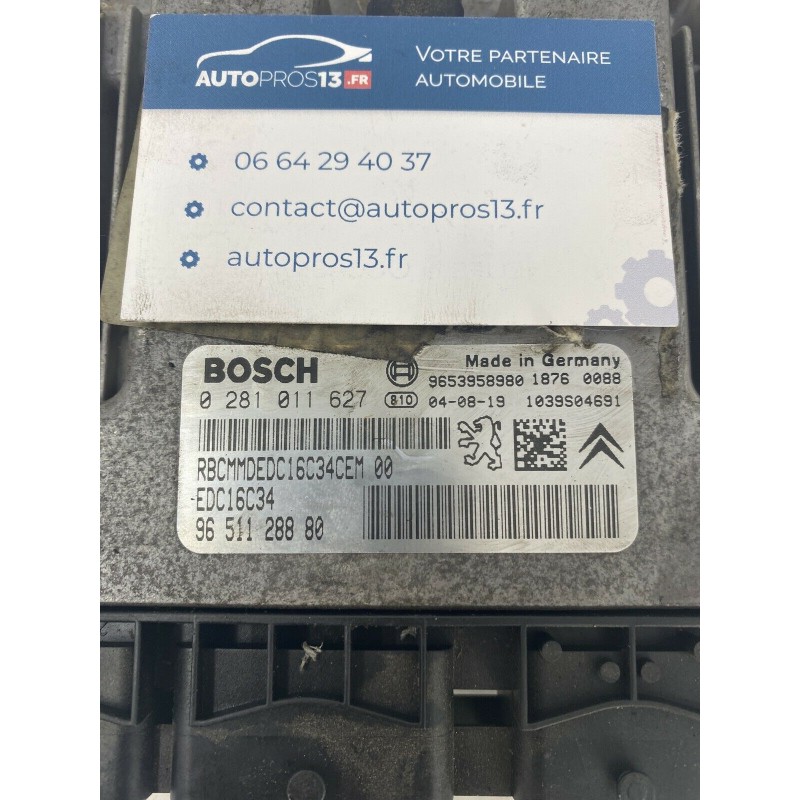 AUTOPROS13.FR
VOTRE PARTENAIRE
AUTOMOBILE
06 64 29 40 37
contact@autopros13.fr
autopros13.fr
BOSCH
Made in Germany
9653958980 1876 0088
0 281 011 627 810 04-08-19 1039S04691
RBCMMDEDC16C34CEM 00
EDC16C34
96 511 288 80